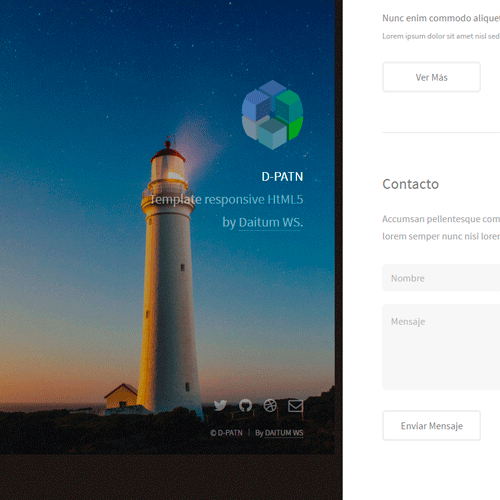 D-PATN
Template responsive HtML5
by Daitum WS.
© D-PATN | By DAITUM WS
Nunc enim commodo aliquet
Lorem ipsum dolor sit amet nisl sed
Ver Más
Contacto
Accumsan pellentesque com
lorem semper nunc nisi lorem
Nombre
Mensaje
Enviar Mensaje